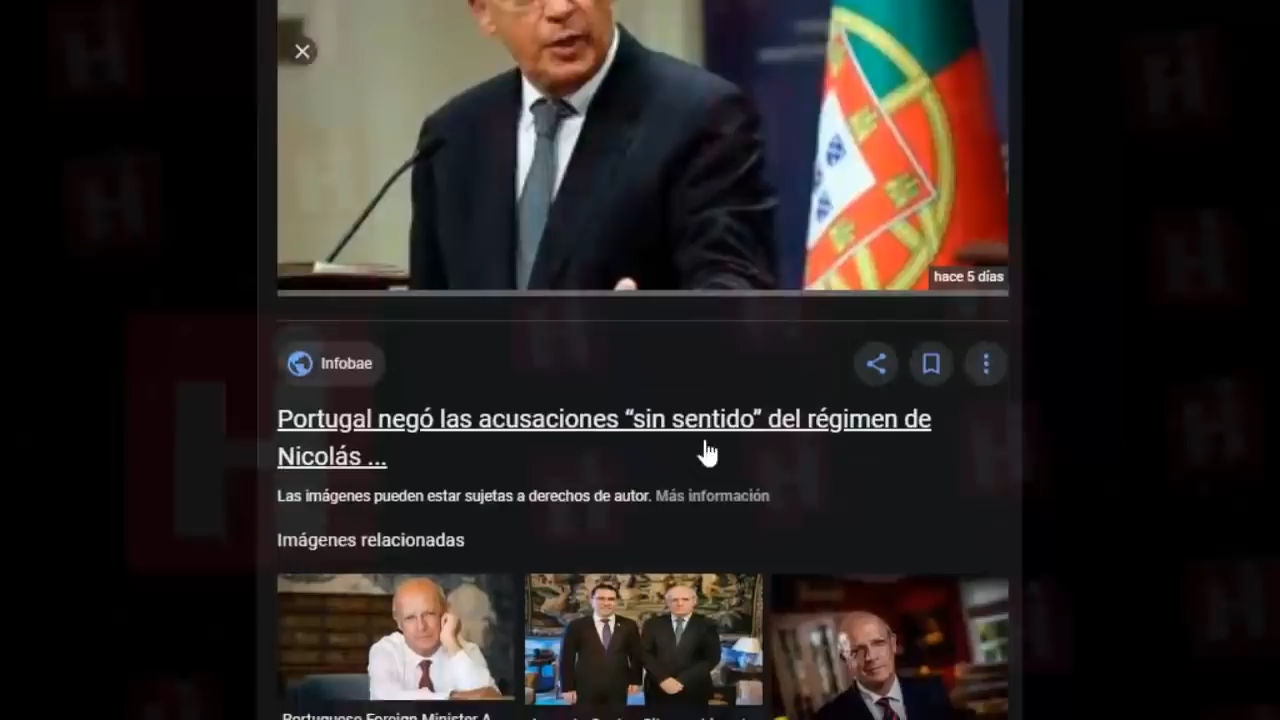 hace 5 días
Infobae
Portugal negó las acusaciones “sin sentido” del régimen de
Nicolás ...
Las imágenes pueden estar sujetas a derechos de autor. Más información
Imágenes relacionadas
Portuguese Foreign Minister A